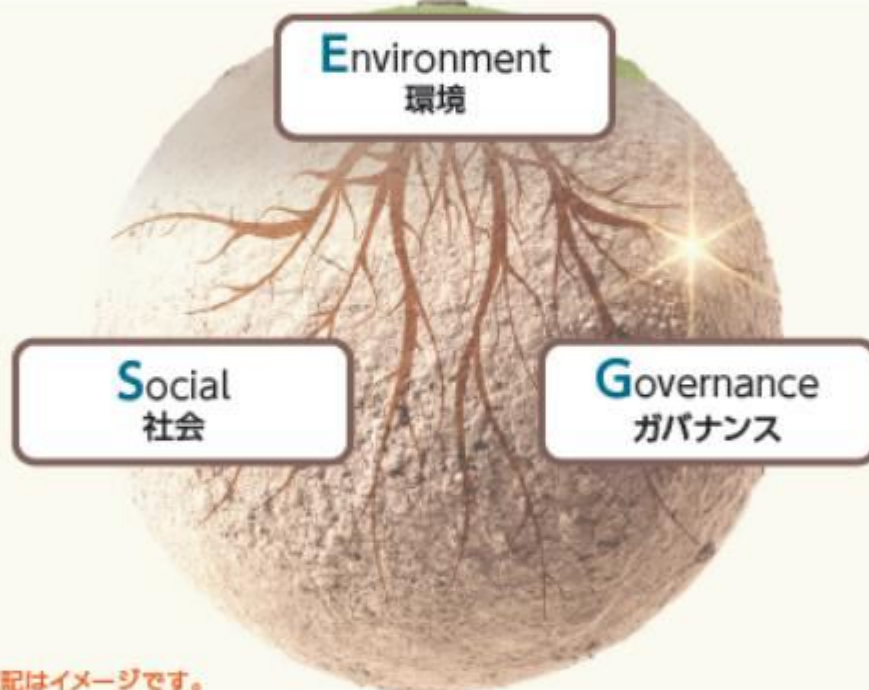 Environment
環境
Social
社会
Governance
ガバナンス
記はイメージです。